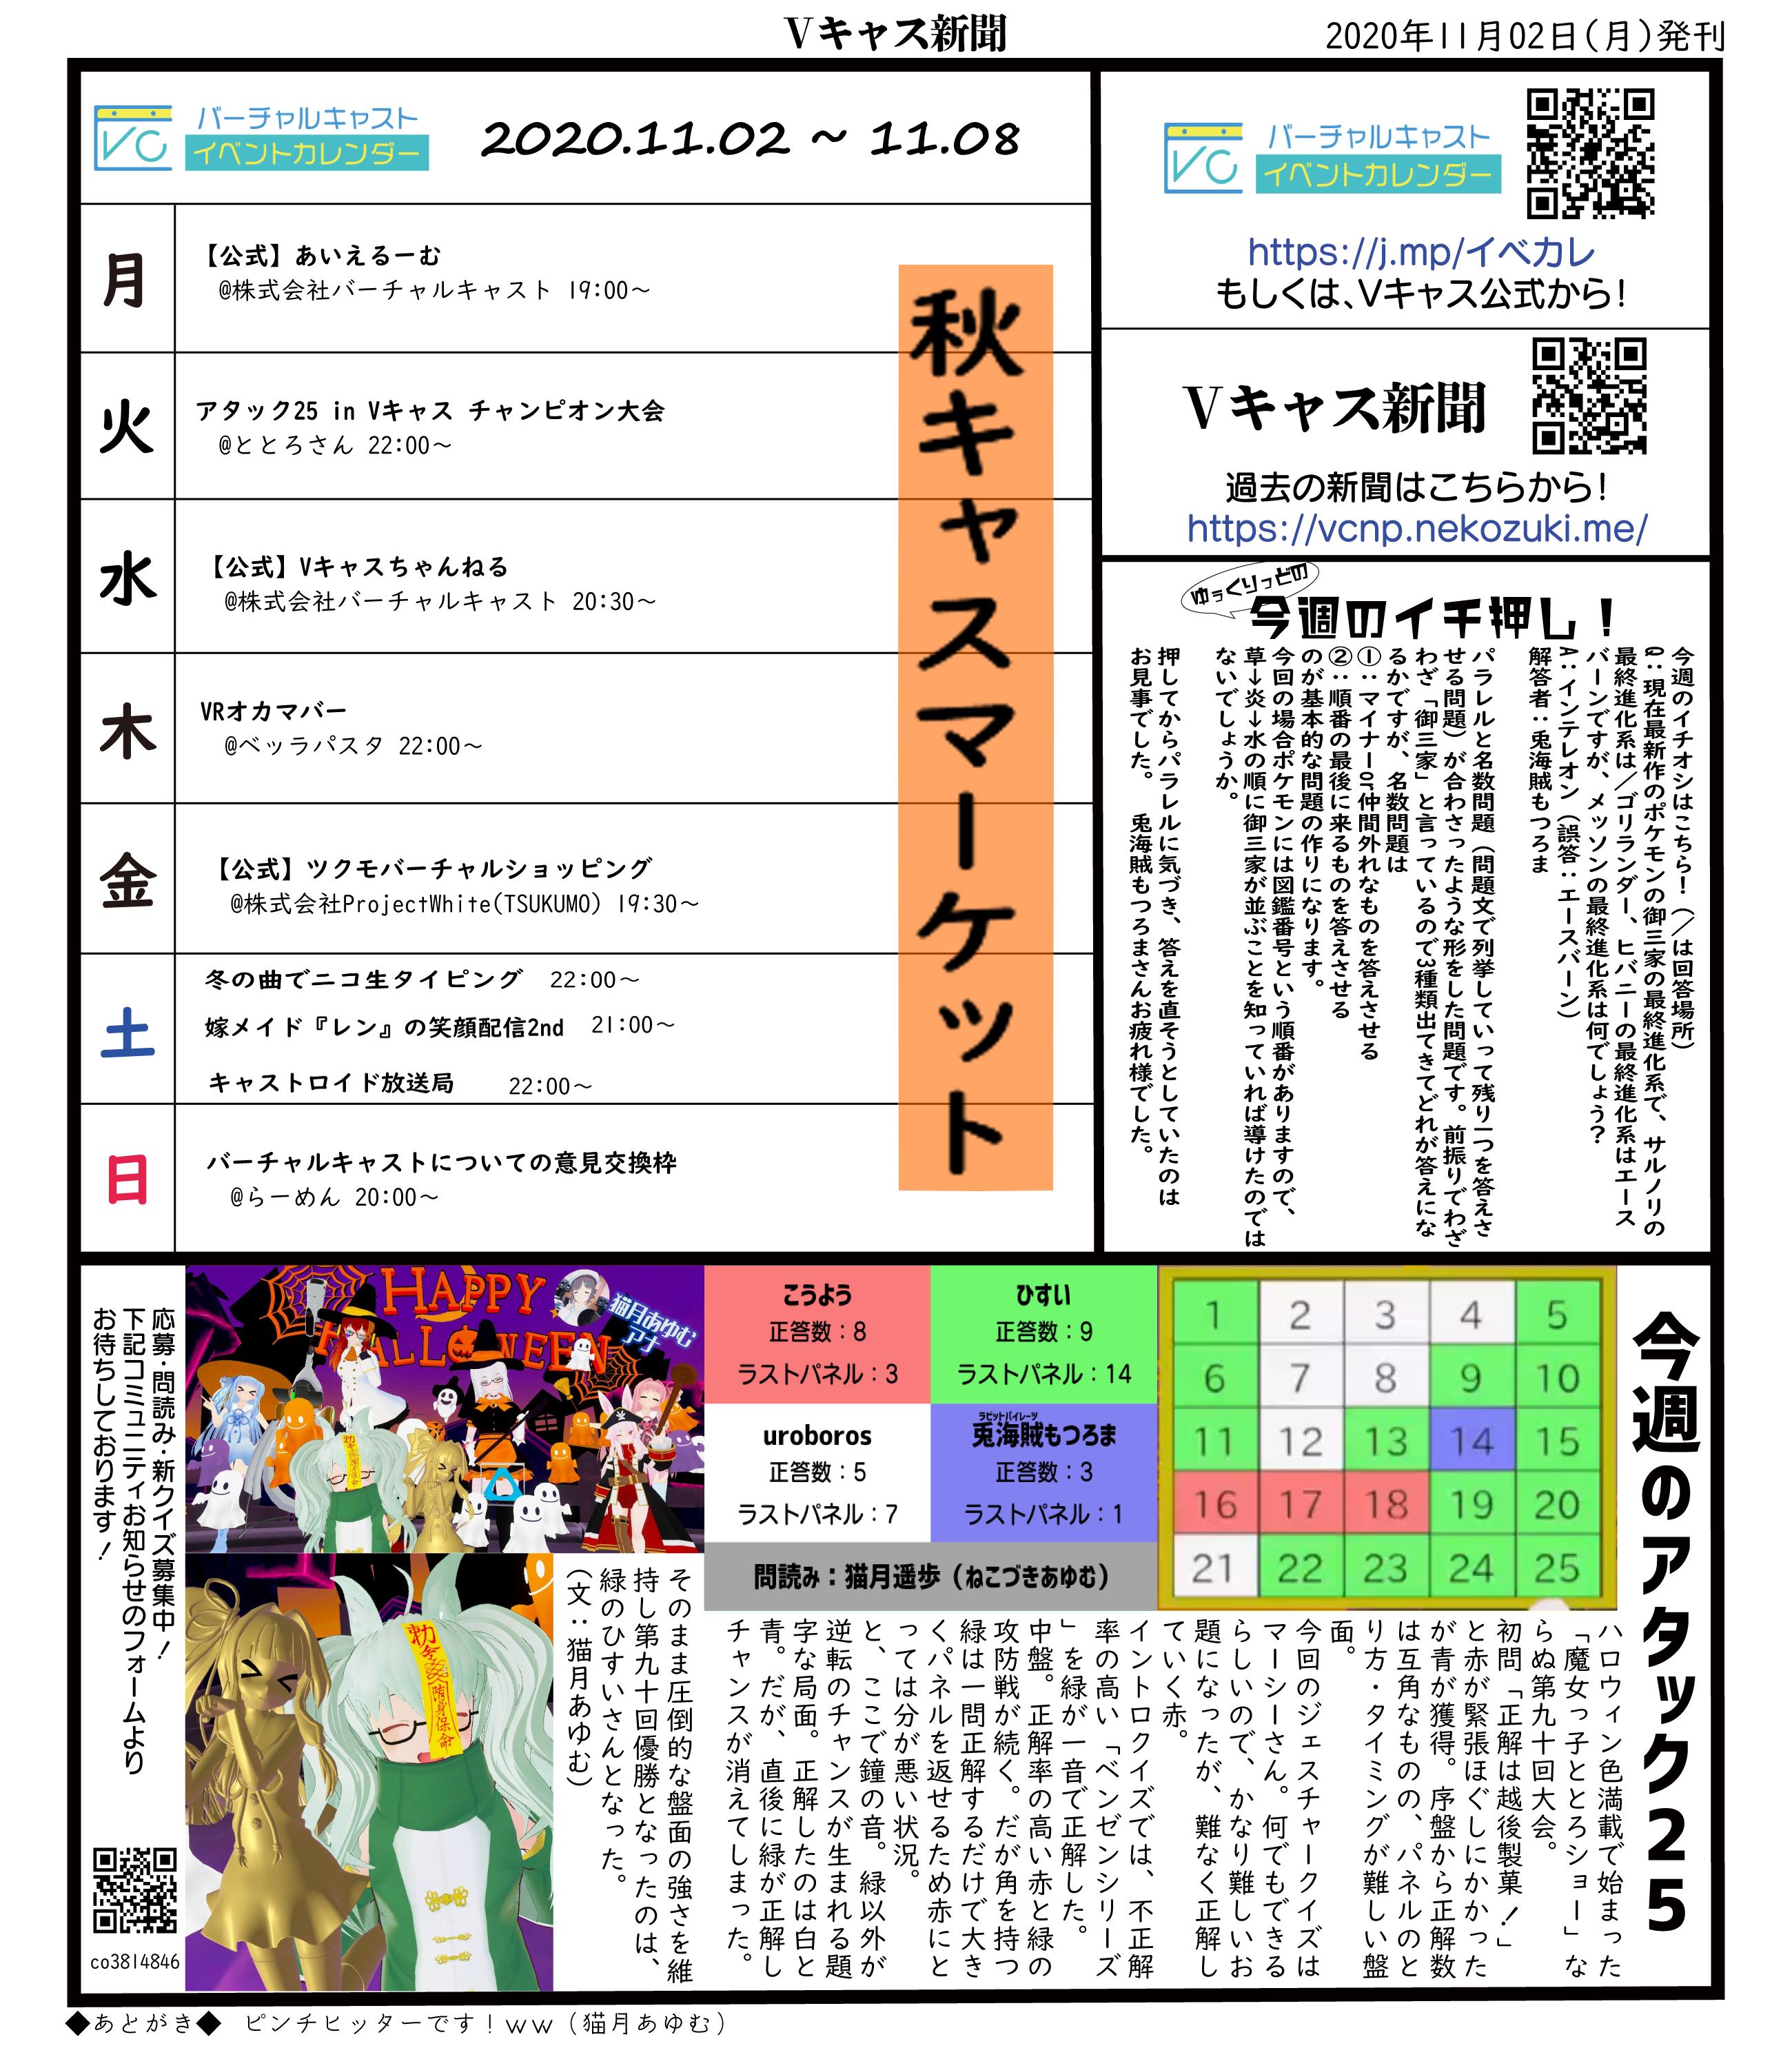 Vキャス新聞
2020年11月02日(月)発刊
VC
バーチャルキャスト
イベントカレンダー
2020.11.02 ~ 11.08
月
【公式】あいえるーむ
@株式会社バーチャルキャスト 19:00~
火
アタック25 in Vキャス チャンピオン大会
@ととろさん 22:00~
水
【公式】Vキャスちゃんねる
@株式会社バーチャルキャスト 20:30~
木
VRオカマバー
@ベッラパスタ 22:00~
金
【公式】ツクモバーチャルショッピング
@株式会社ProjectWhite(TSUKUMO) 19:30~
土
冬の曲でニコ生タイピング 22:00~
嫁メイド『レン』の笑顔配信2nd 21:00~
キャストロイド放送局 22:00~
日
バーチャルキャストについての意見交換枠
@らーめん 20:00~
秋キャスマーケット
VC
バーチャルキャスト
イベントカレンダー
https://j.mp/イベカレ
もしくは、Vキャス公式から!
Vキャス新聞
過去の新聞はこちらから!
https://vcnp.nekozuki.me/
ゆっくりっどの
今週のイチ押し!
今週のイチオシはこちら!(/は回答場所)
Q:現在最新作のポケモンの御三家の最終進化系で、サルノリの
最終進化系は/ゴリランダー、ヒバニーの最終進化系はエース
バーンですが、メッソンの最終進化系は何でしょう?
A:インテレオン(誤答:エースバーン)
解答者:兎海賊もつろま
パラレルと名数問題(問題文で列挙していって残り一つを答えさ
せる問題)が合わさったような形をした問題です。前振りでわざ
わざ「御三家」と言っているので3種類出てきてどれが答えにな
るかですが、名数問題は
①:マイナーor仲間外れなものを答えさせる
②:順番の最後に来るものを答えさせる
のが基本的な問題の作りになります。
今回の場合ポケモンには図鑑番号という順番がありますので、
草→炎→水の順に御三家が並ぶことを知っていれば導けたのでは
ないでしょうか。
押してからパラレルに気づき、答えを直そうとしていたのは
お見事でした。 兎海賊もつろまさんお疲れ様でした。
今週のアタック25
1 2 3 4 5
6 7 8 9 10
11 12 13 14 15
16 17 18 19 20
21 22 23 24 25
こうよう
正答数:8
ラストパネル:3
ひすい
正答数:9
ラストパネル:14
uroboros
正答数:5
ラストパネル:7
ラビットパイレーツ
兎海賊もつろま
正答数:3
ラストパネル:1
問読み:猫月遥歩(ねこづきあゆむ)
HAPPY
HALLOWEEN
猫月あゆむ
アナ
ハロウィン色満載で始まった
「魔女っ子ととろショー」な
らぬ第九十回大会。
初問「正解は越後製菓!」
と赤が緊張ほぐしにかかった
が青が獲得。序盤から正解数
は互角なものの、パネルのと
り方・タイミングが難しい盤
面。
今回のジェスチャークイズは
マーシーさん。何でもできる
らしいので、かなり難しいお
題になったが、難なく正解し
ていく赤。
イントロクイズでは、不正解
率の高い「ベンゼンシリーズ
」を緑が一音で正解した。
中盤。正解率の高い赤と緑の
攻防戦が続く。だが角を持つ
緑は一問正解するだけで大き
くパネルを返せるため赤にと
っては分が悪い状況。
と、ここで鐘の音。緑以外が
逆転のチャンスが生まれる題
字な局面。正解したのは白と
青。だが、直後に緑が正解し
チャンスが消えてしまった。
そのまま圧倒的な盤面の強さを維
持し第九十回優勝となったのは、
緑のひすいさんとなった。
(文:猫月あゆむ)
応募・問読み・新クイズ募集中!
下記コミュニティお知らせのフォームより
お待ちしております!
co3814846
◆あとがき◆ ピンチヒッターです!ww(猫月あゆむ)